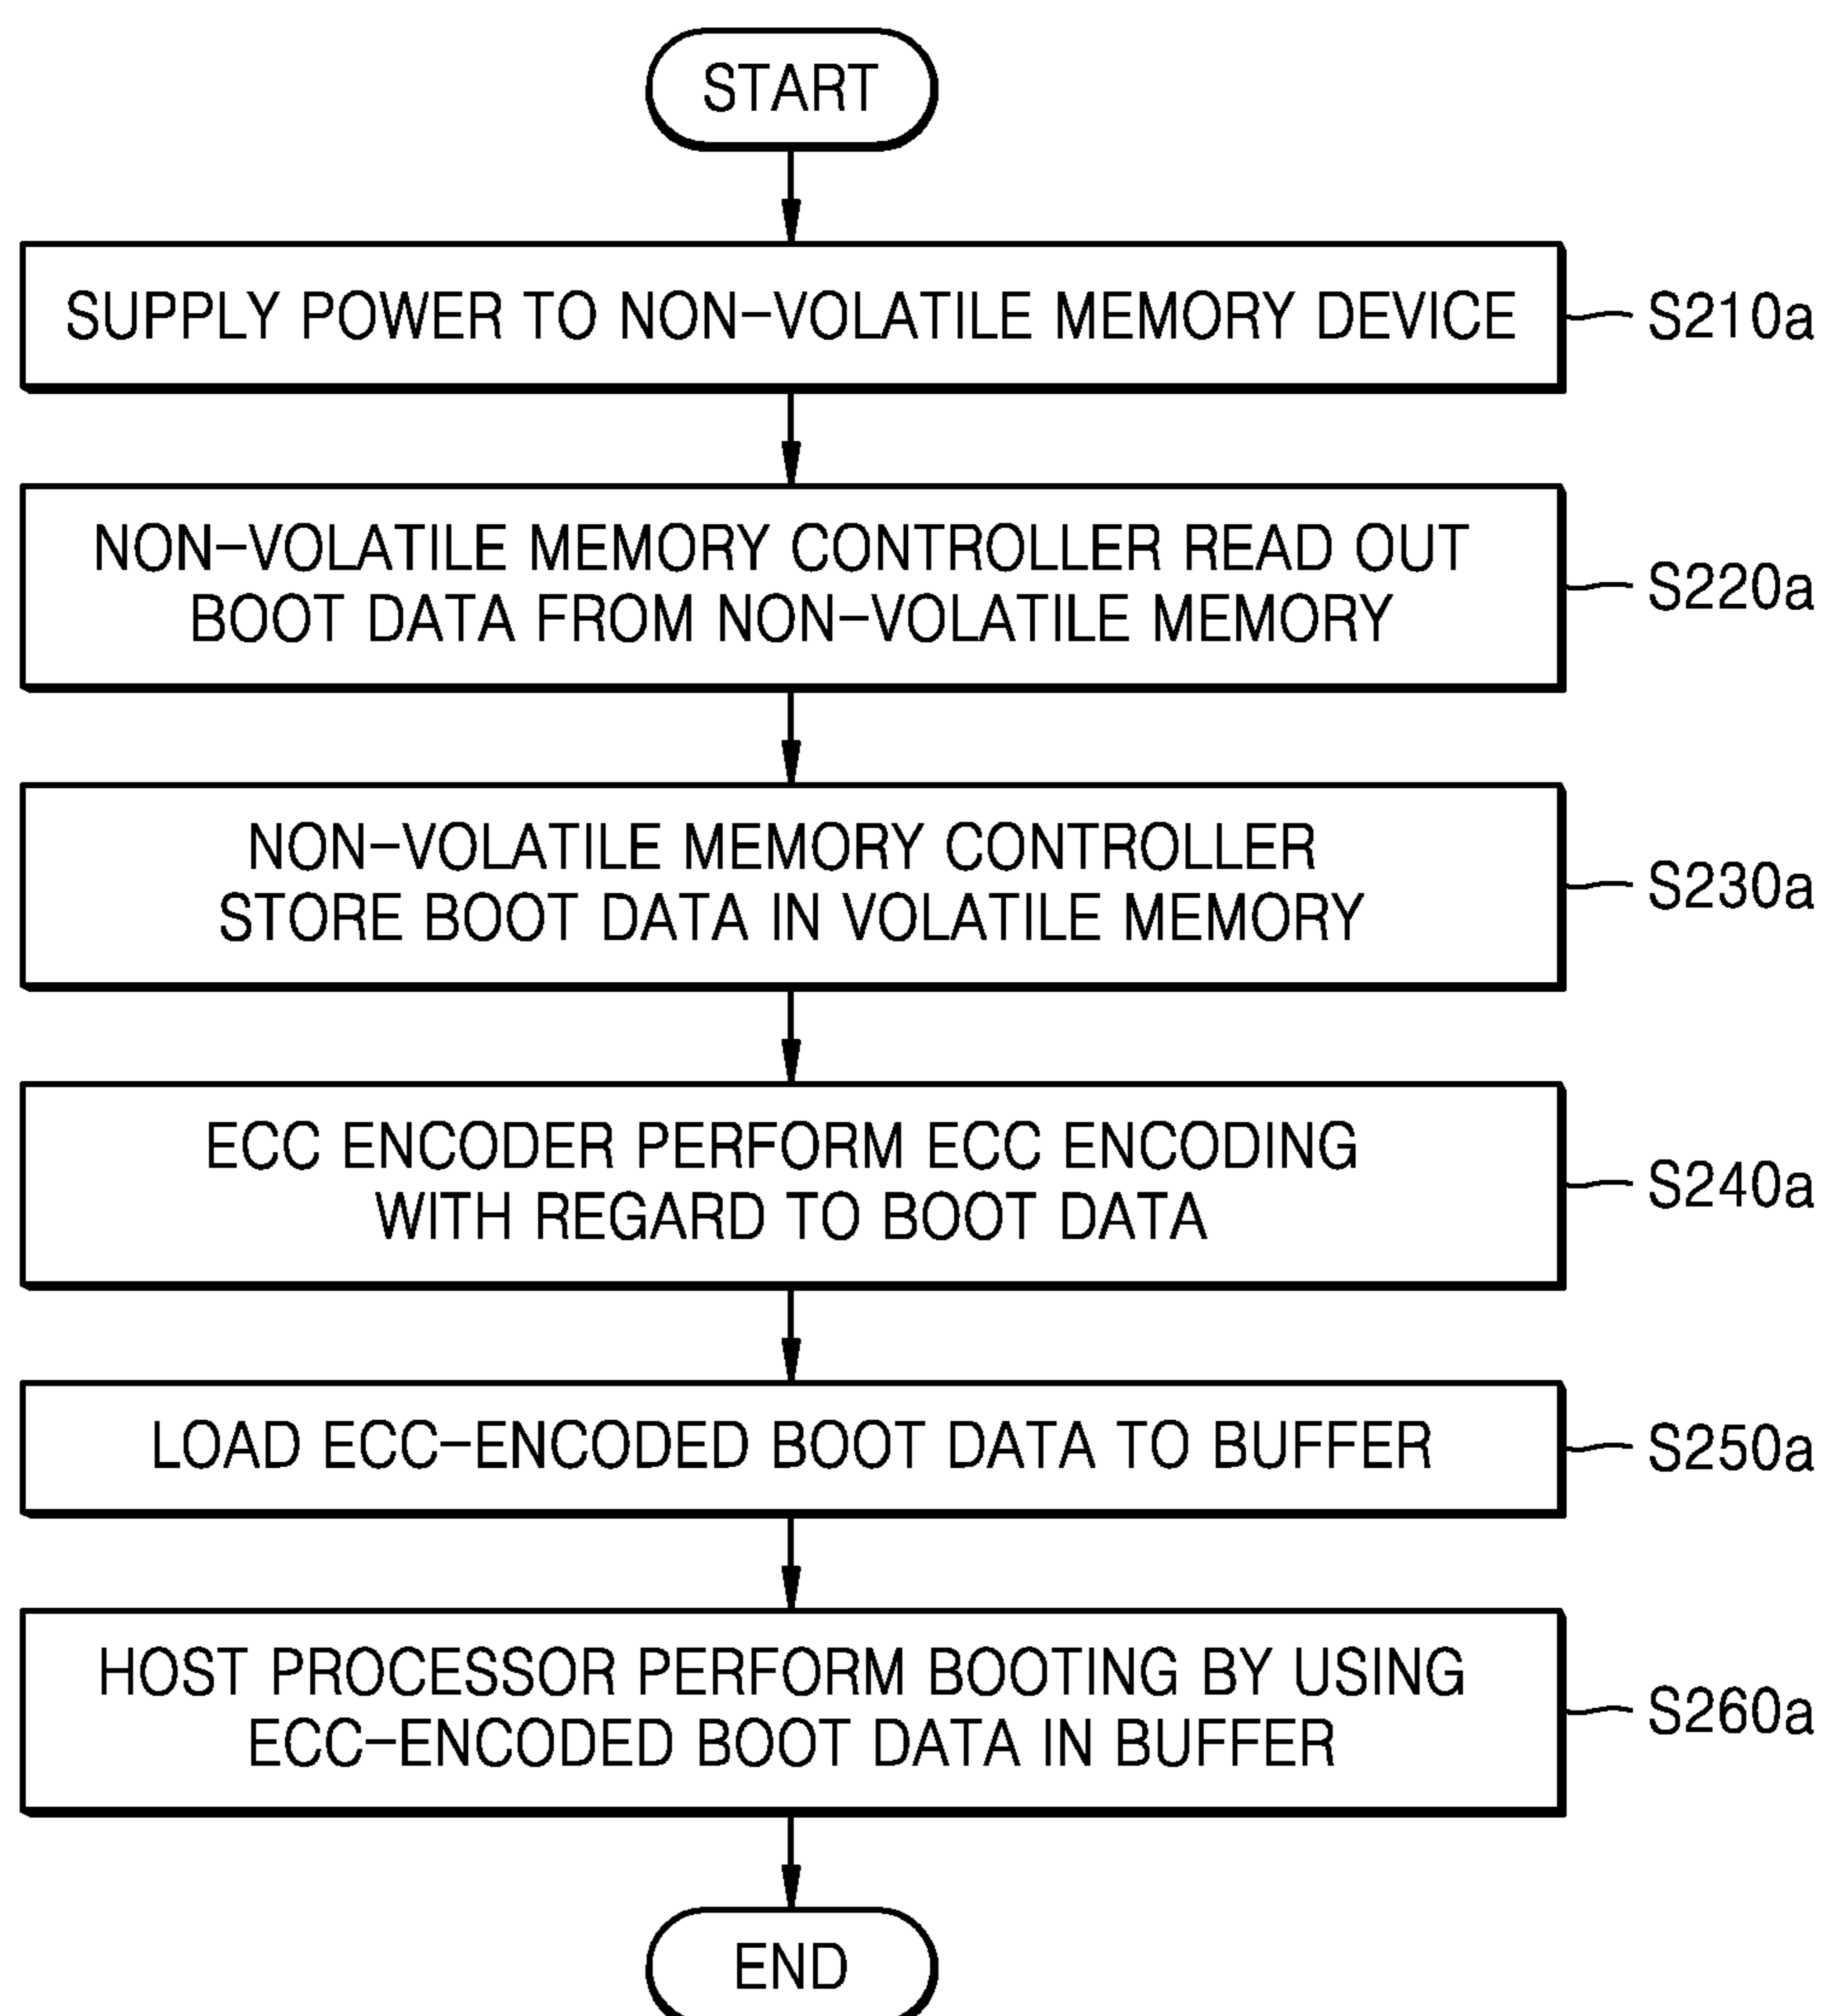 START
SUPPLY POWER TO NON-VOLATILE MEMORY DEVICE
S210a
NON-VOLATILE MEMORY CONTROLLER READ OUT
BOOT DATA FROM NON-VOLATILE MEMORY
S220a
NON-VOLATILE MEMORY CONTROLLER
STORE BOOT DATA IN VOLATILE MEMORY
S230a
ECC ENCODER PERFORM ECC ENCODING
WITH REGARD TO BOOT DATA
S240a
LOAD ECC-ENCODED BOOT DATA TO BUFFER
S250a
HOST PROCESSOR PERFORM BOOTING BY USING
ECC-ENCODED BOOT DATA IN BUFFER
S260a
END